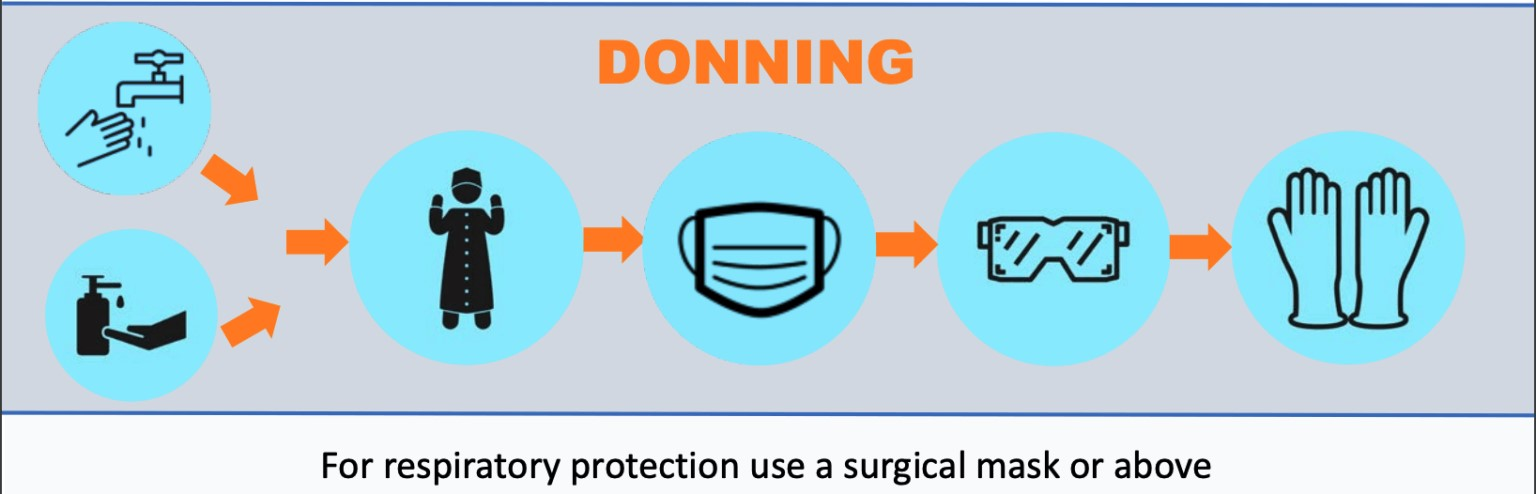 DONNING
For respiratory protection use a surgical mask or above